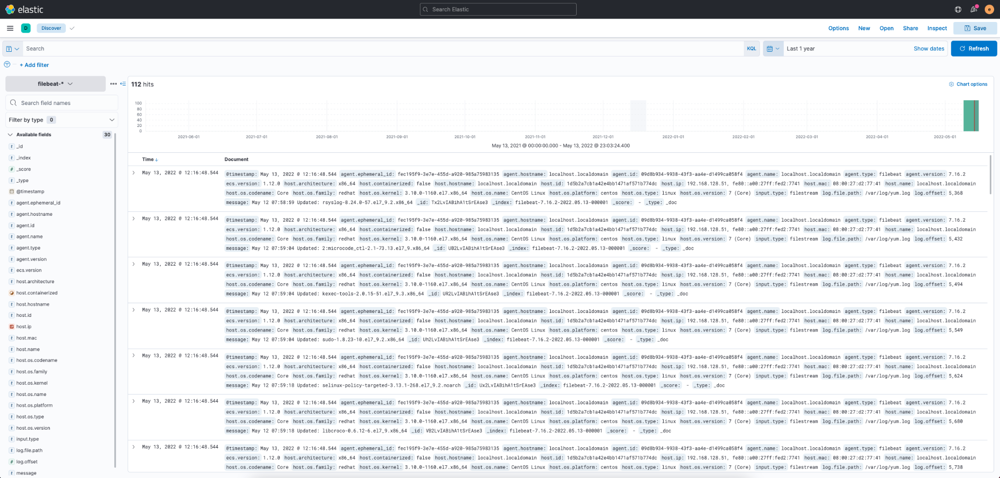 elastic
Search Elastic
e
D
Discover
Options
New
Open
Share
Inspect
Save
Search
KQL
Last 1 year
Show dates
Refresh
+ Add filter
filebeat-*
Search field names
Filter by type 0
Available fields 30
t _id
t _index
# _score
t _type
@timestamp
t agent.ephemeral_id
t agent.hostname
t agent.id
t agent.name
t agent.type
t agent.version
t ecs.version
t host.architecture
host.containerized
t host.hostname
t host.id
IP host.ip
t host.mac
t host.name
t host.os.codename
t host.os.family
t host.os.kernel
t host.os.name
t host.os.platform
t host.os.type
t host.os.version
t input.type
t log.file.path
# log.offset
t message
112 hits
Chart options
100
80
60
40
20
0
2021-06-01 2021-07-01 2021-08-01 2021-09-01 2021-10-01 2021-11-01 2021-12-01 2022-01-01 2022-02-01 2022-03-01 2022-04-01 2022-05-01
May 13, 2021 @ 00:00:00.000 - May 13, 2022 @ 23:03:24.400
Time Document
May 13, 2022 @ 12:16:48.544 @timestamp: May 13, 2022 @ 12:16:48.544 agent.ephemeral_id: fec195f9-3e7e-455d-a920-985a75983135 agent.hostname: localhost.localdomain agent.id: 09d8b934-9938-43f3-aa4e-d1499ca058f4 agent.name: localhost.localdomain agent.type: filebeat agent.version: 7.16.2
ecs.version: 1.12.0 host.architecture: x86_64 host.containerized: false host.hostname: localhost.localdomain host.id: 1d5b2a7cb1a42e4bb1471af571b774dc host.ip: 192.168.128.51, fe80::a00:27ff:fed2:7741 host.mac: 08:00:27:d2:77:41 host.name: localhost.localdomain
host.os.codename: Core host.os.family: redhat host.os.kernel: 3.10.0-1160.el7.x86_64 host.os.name: CentOS Linux host.os.platform: centos host.os.type: linux host.os.version: 7 (Core) input.type: filestream log.file.path: /var/log/yum.log log.offset: 5,368
message: May 12 07:58:59 Updated: rsyslog-8.24.0-57.el7_9.2.x86_64 _id: Tx2LvIABihA1tSrEAse3 _index: filebeat-7.16.2-2022.05.13-000001 _score: - _type: _doc
May 13, 2022 @ 12:16:48.544 @timestamp: May 13, 2022 @ 12:16:48.544 agent.ephemeral_id: fec195f9-3e7e-455d-a920-985a75983135 agent.hostname: localhost.localdomain agent.id: 09d8b934-9938-43f3-aa4e-d1499ca058f4 agent.name: localhost.localdomain agent.type: filebeat agent.version: 7.16.2
ecs.version: 1.12.0 host.architecture: x86_64 host.containerized: false host.hostname: localhost.localdomain host.id: 1d5b2a7cb1a42e4bb1471af571b774dc host.ip: 192.168.128.51, fe80::a00:27ff:fed2:7741 host.mac: 08:00:27:d2:77:41 host.name: localhost.localdomain
host.os.codename: Core host.os.family: redhat host.os.kernel: 3.10.0-1160.el7.x86_64 host.os.name: CentOS Linux host.os.platform: centos host.os.type: linux host.os.version: 7 (Core) input.type: filestream log.file.path: /var/log/yum.log log.offset: 5,432
message: May 12 07:59:04 Updated: 2:microcode_ctl-2.1-73.13.el7_9.x86_64 _id: UB2LvIABihA1tSrEAse3 _index: filebeat-7.16.2-2022.05.13-000001 _score: - _type: _doc
May 13, 2022 @ 12:16:48.544 @timestamp: May 13, 2022 @ 12:16:48.544 agent.ephemeral_id: fec195f9-3e7e-455d-a920-985a75983135 agent.hostname: localhost.localdomain agent.id: 09d8b934-9938-43f3-aa4e-d1499ca058f4 agent.name: localhost.localdomain agent.type: filebeat agent.version: 7.16.2
ecs.version: 1.12.0 host.architecture: x86_64 host.containerized: false host.hostname: localhost.localdomain host.id: 1d5b2a7cb1a42e4bb1471af571b774dc host.ip: 192.168.128.51, fe80::a00:27ff:fed2:7741 host.mac: 08:00:27:d2:77:41 host.name: localhost.localdomain
host.os.codename: Core host.os.family: redhat host.os.kernel: 3.10.0-1160.el7.x86_64 host.os.name: CentOS Linux host.os.platform: centos host.os.type: linux host.os.version: 7 (Core) input.type: filestream log.file.path: /var/log/yum.log log.offset: 5,494
message: May 12 07:59:04 Updated: kexec-tools-2.0.15-51.el7_9.3.x86_64 _id: UR2LvIABihA1tSrEAse3 _index: filebeat-7.16.2-2022.05.13-000001 _score: - _type: _doc
May 13, 2022 @ 12:16:48.544 @timestamp: May 13, 2022 @ 12:16:48.544 agent.ephemeral_id: fec195f9-3e7e-455d-a920-985a75983135 agent.hostname: localhost.localdomain agent.id: 09d8b934-9938-43f3-aa4e-d1499ca058f4 agent.name: localhost.localdomain agent.type: filebeat agent.version: 7.16.2
ecs.version: 1.12.0 host.architecture: x86_64 host.containerized: false host.hostname: localhost.localdomain host.id: 1d5b2a7cb1a42e4bb1471af571b774dc host.ip: 192.168.128.51, fe80::a00:27ff:fed2:7741 host.mac: 08:00:27:d2:77:41 host.name: localhost.localdomain
host.os.codename: Core host.os.family: redhat host.os.kernel: 3.10.0-1160.el7.x86_64 host.os.name: CentOS Linux host.os.platform: centos host.os.type: linux host.os.version: 7 (Core) input.type: filestream log.file.path: /var/log/yum.log log.offset: 5,549
message: May 12 07:59:04 Updated: sudo-1.8.23-10.el7_9.2.x86_64 _id: Uh2LvIABihA1tSrEAse3 _index: filebeat-7.16.2-2022.05.13-000001 _score: - _type: _doc
May 13, 2022 @ 12:16:48.544 @timestamp: May 13, 2022 @ 12:16:48.544 agent.ephemeral_id: fec195f9-3e7e-455d-a920-985a75983135 agent.hostname: localhost.localdomain agent.id: 09d8b934-9938-43f3-aa4e-d1499ca058f4 agent.name: localhost.localdomain agent.type: filebeat agent.version: 7.16.2
ecs.version: 1.12.0 host.architecture: x86_64 host.containerized: false host.hostname: localhost.localdomain host.id: 1d5b2a7cb1a42e4bb1471af571b774dc host.ip: 192.168.128.51, fe80::a00:27ff:fed2:7741 host.mac: 08:00:27:d2:77:41 host.name: localhost.localdomain
host.os.codename: Core host.os.family: redhat host.os.kernel: 3.10.0-1160.el7.x86_64 host.os.name: CentOS Linux host.os.platform: centos host.os.type: linux host.os.version: 7 (Core) input.type: filestream log.file.path: /var/log/yum.log log.offset: 5,624
message: May 12 07:59:18 Updated: selinux-policy-targeted-3.13.1-268.el7_9.2.noarch _id: Ux2LvIABihA1tSrEAse3 _index: filebeat-7.16.2-2022.05.13-000001 _score: - _type: _doc
May 13, 2022 @ 12:16:48.544 @timestamp: May 13, 2022 @ 12:16:48.544 agent.ephemeral_id: fec195f9-3e7e-455d-a920-985a75983135 agent.hostname: localhost.localdomain agent.id: 09d8b934-9938-43f3-aa4e-d1499ca058f4 agent.name: localhost.localdomain agent.type: filebeat agent.version: 7.16.2
ecs.version: 1.12.0 host.architecture: x86_64 host.containerized: false host.hostname: localhost.localdomain host.id: 1d5b2a7cb1a42e4bb1471af571b774dc host.ip: 192.168.128.51, fe80::a00:27ff:fed2:7741 host.mac: 08:00:27:d2:77:41 host.name: localhost.localdomain
host.os.codename: Core host.os.family: redhat host.os.kernel: 3.10.0-1160.el7.x86_64 host.os.name: CentOS Linux host.os.platform: centos host.os.type: linux host.os.version: 7 (Core) input.type: filestream log.file.path: /var/log/yum.log log.offset: 5,680
message: May 12 07:59:18 Updated: libcroco-0.6.12-6.el7_9.x86_64 _id: VB2LvIABihA1tSrEAse3 _index: filebeat-7.16.2-2022.05.13-000001 _score: - _type: _doc
May 13, 2022 @ 12:16:48.544 @timestamp: May 13, 2022 @ 12:16:48.544 agent.ephemeral_id: fec195f9-3e7e-455d-a920-985a75983135 agent.hostname: localhost.localdomain agent.id: 09d8b934-9938-43f3-aa4e-d1499ca058f4 agent.name: localhost.localdomain agent.type: filebeat agent.version: 7.16.2
ecs.version: 1.12.0 host.architecture: x86_64 host.containerized: false host.hostname: localhost.localdomain host.id: 1d5b2a7cb1a42e4bb1471af571b774dc host.ip: 192.168.128.51, fe80::a00:27ff:fed2:7741 host.mac: 08:00:27:d2:77:41 host.name: localhost.localdomain
host.os.codename: Core host.os.family: redhat host.os.kernel: 3.10.0-1160.el7.x86_64 host.os.name: CentOS Linux host.os.platform: centos host.os.type: linux host.os.version: 7 (Core) input.type: filestream log.file.path: /var/log/yum.log log.offset: 5,738